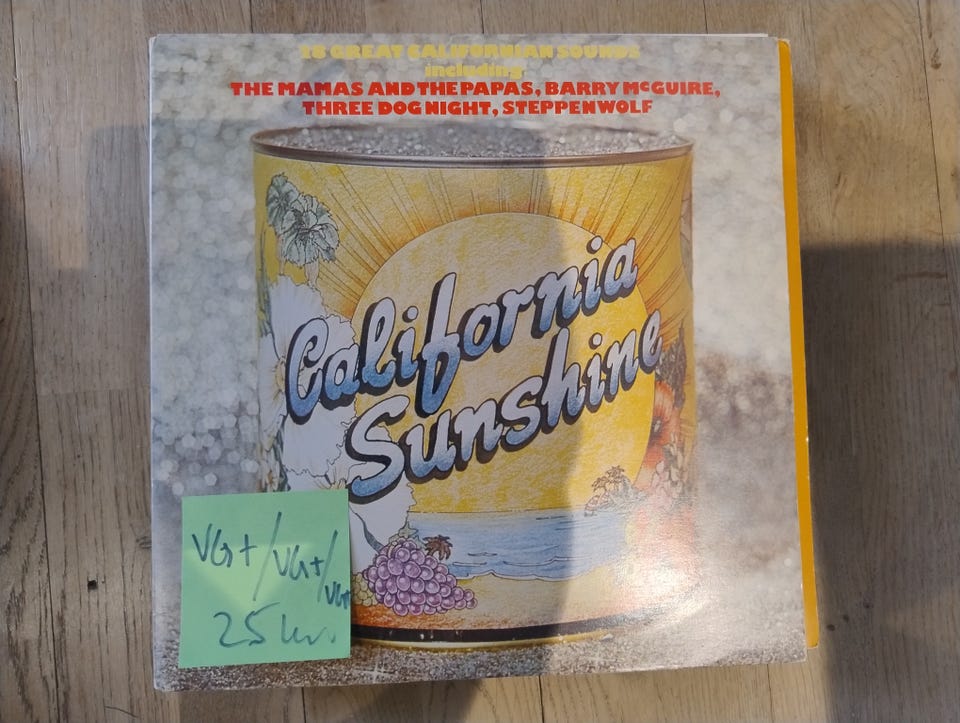 18 GREAT CALIFORNIAN SOUNDS
including
THE MAMAS AND THE PAPAS, BARRY McGUIRE,
THREE DOG NIGHT, STEPPENWOLF
California
Sunshine
VG+/VG+/VG+
25 kr